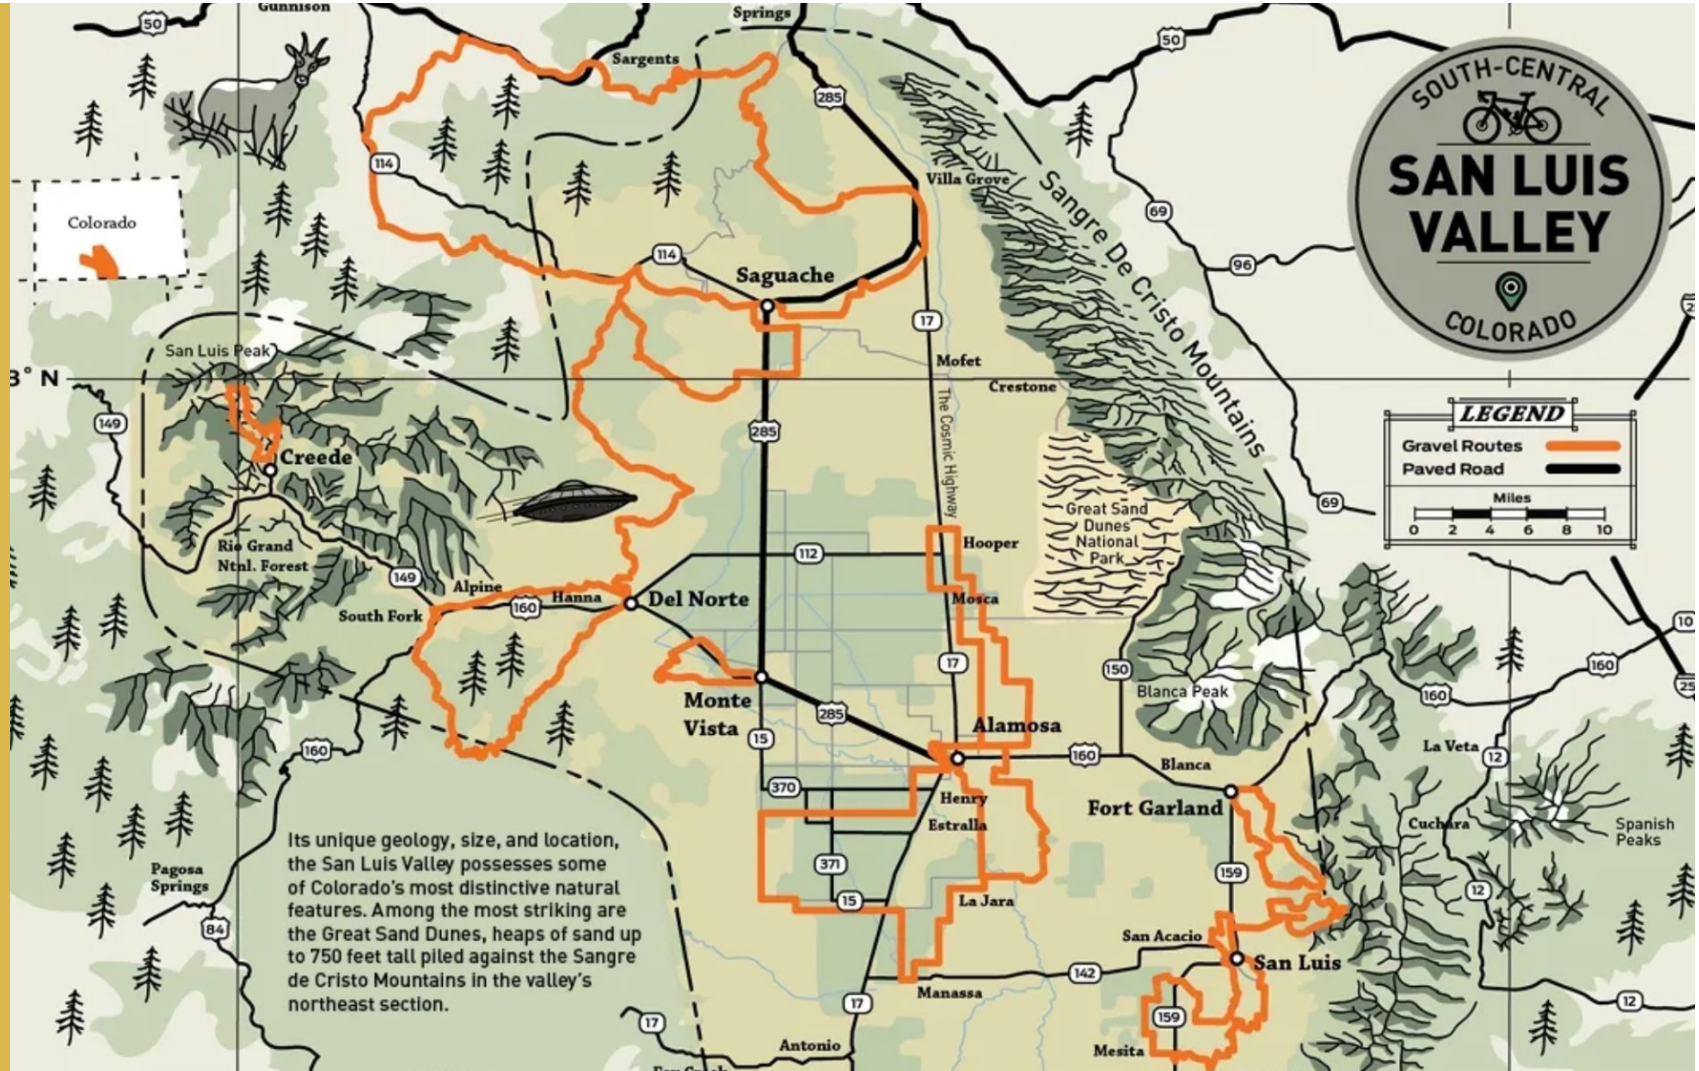 Gunnison
Springs
50
50
Sargents
285
SOUTH-CENTRAL
SAN LUIS
VALLEY
COLORADO
114
Villa Grove
Sangre De Cristo Mountains
69
Colorado
114
Saguache
96
17
San Luis Peak
Mofet
Crestone
3° N
LEGEND
Gravel Routes
Paved Road
Miles
0 2 4 6 8 10
149
285
The Cosmic Highway
Creede
69
Great Sand
Dunes
National
Park
Rio Grand
Ntnl. Forest
112
Hooper
149
Alpine
Hanna
160
Del Norte
Mosca
South Fork
10
17
150
160
25
Monte
Vista
285
Blanca Peak
160
Alamosa
15
160
160
La Veta
12
Blanca
370
Henry
Fort Garland
Estralla
Cuchara
Spanish
Peaks
Its unique geology, size, and location,
the San Luis Valley possesses some
of Colorado's most distinctive natural
features. Among the most striking are
the Great Sand Dunes, heaps of sand up
to 750 feet tall piled against the Sangre
de Cristo Mountains in the valley's
northeast section.
371
159
Pagosa
Springs
12
15
La Jara
84
San Acacio
San Luis
142
Manassa
17
12
17
159
Antonio
Mesita